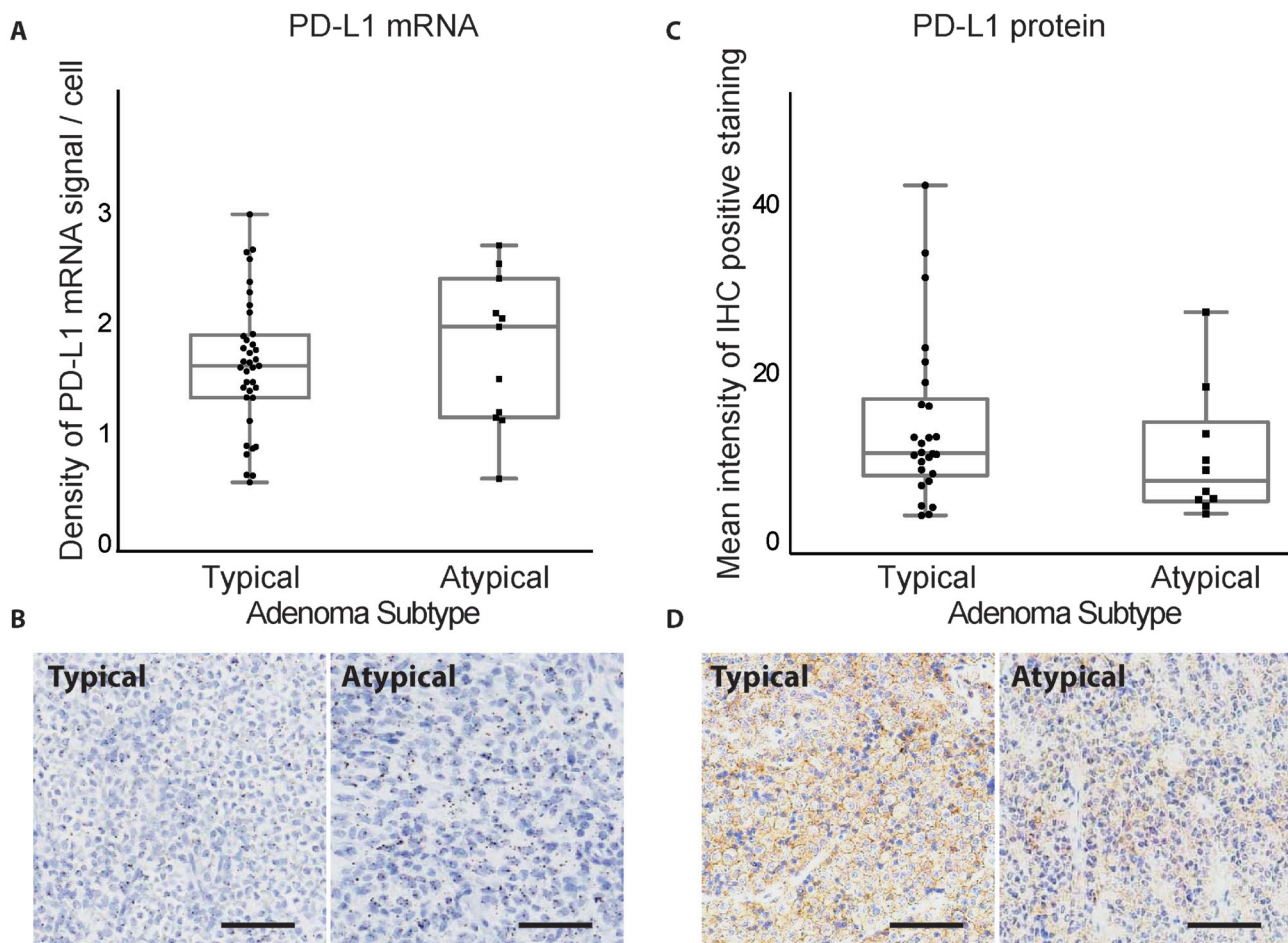 A
PD-L1 mRNA
Density of PD-L1 mRNA signal / cell
3
2
1
0
Typical
Atypical
Adenoma Subtype
B
Typical
Atypical
C
PD-L1 protein
Mean intensity of IHC positive staining
40
20
0
Typical
Atypical
Adenoma Subtype
D
Typical
Atypical